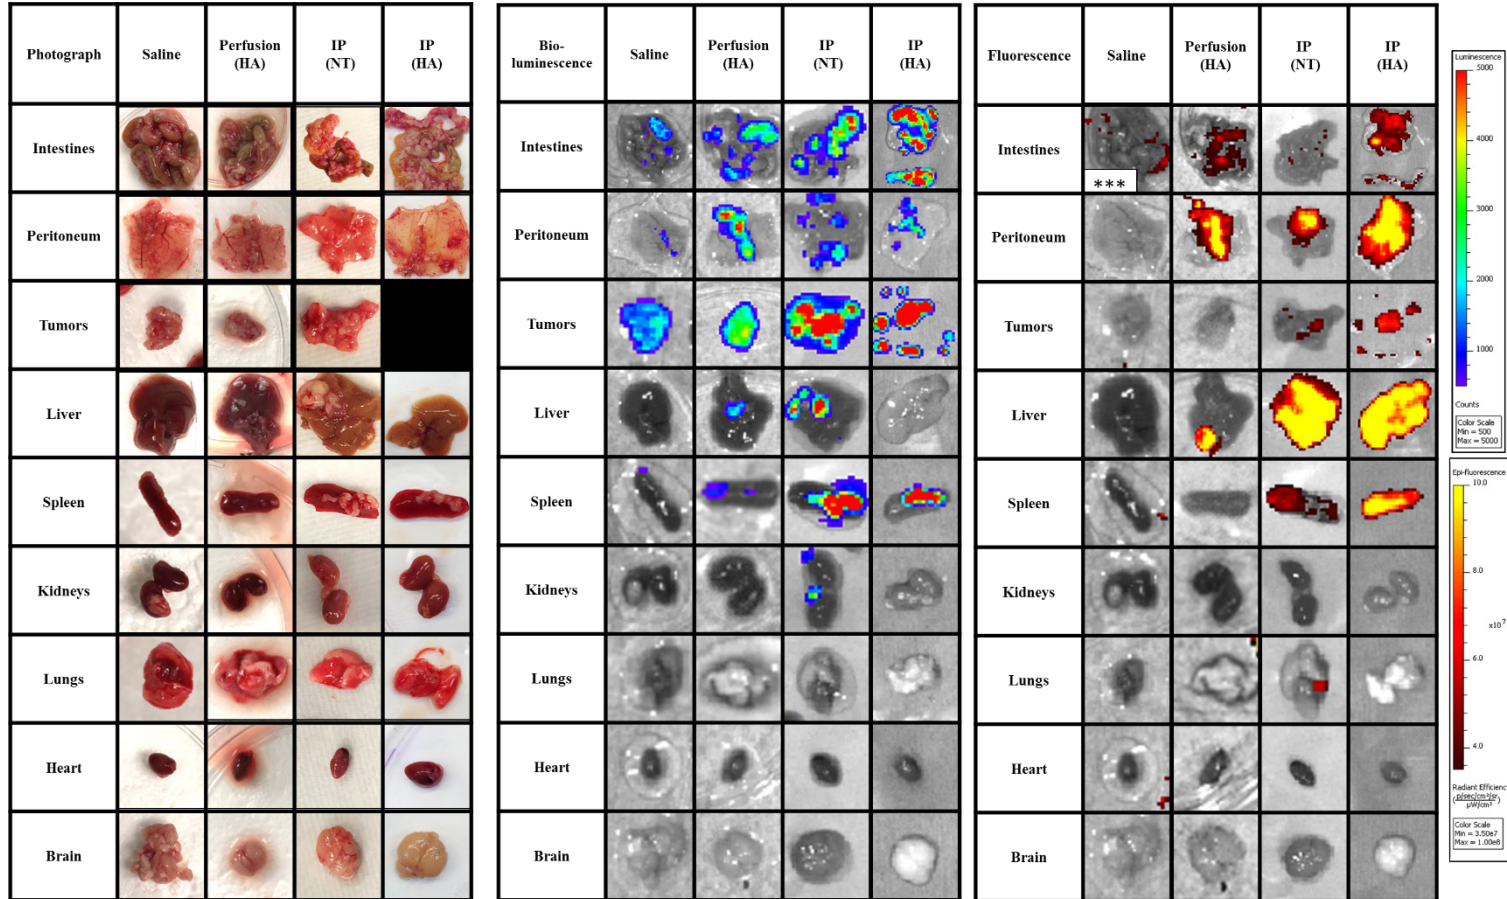 Photograph
Saline
Perfusion
(HA)
IP
(NT)
IP
(HA)
Intestines
Peritoneum
Tumors
Liver
Spleen
Kidneys
Lungs
Heart
Brain
Bio-
luminescence
Saline
Perfusion
(HA)
IP
(NT)
IP
(HA)
Intestines
Peritoneum
Tumors
Liver
Spleen
Kidneys
Lungs
Heart
Brain
Fluorescence
Saline
Perfusion
(HA)
IP
(NT)
IP
(HA)
Intestines
***
Peritoneum
Tumors
Liver
Spleen
Kidneys
Lungs
Heart
Brain
Luminescence
5000
4000
3000
2000
1000
Counts
Color Scale
Min = 500
Max = 5000
Epi-fluorescence
10.0
8.0
x10⁷
6.0
4.0
Radiant Efficiency
Color Scale
Min = 3.50e7
Max = 1.00e8